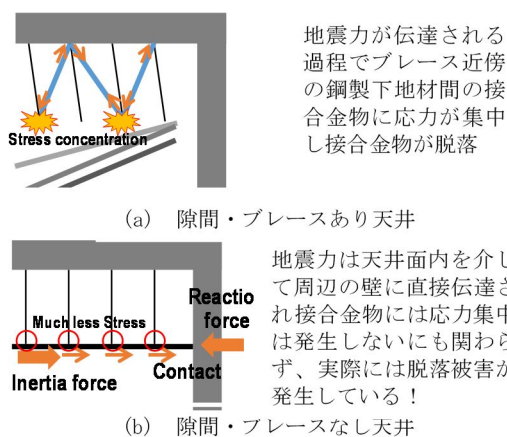 地震力が伝達される
過程でブレース近傍
の鋼製下地材間の接
合金物に応力が集中
し接合金物が脱落
Stress concentration
(a) 隙間・ブレースあり天井
地震力は天井面内を介し
て周辺の壁に直接伝達さ
れ接合金物には応力集中
は発生しないにも関わら
ず、実際には脱落被害が
発生している！
Reactio
force
Much less Stress
Contact
Inertia force
(b) 隙間・ブレースなし天井